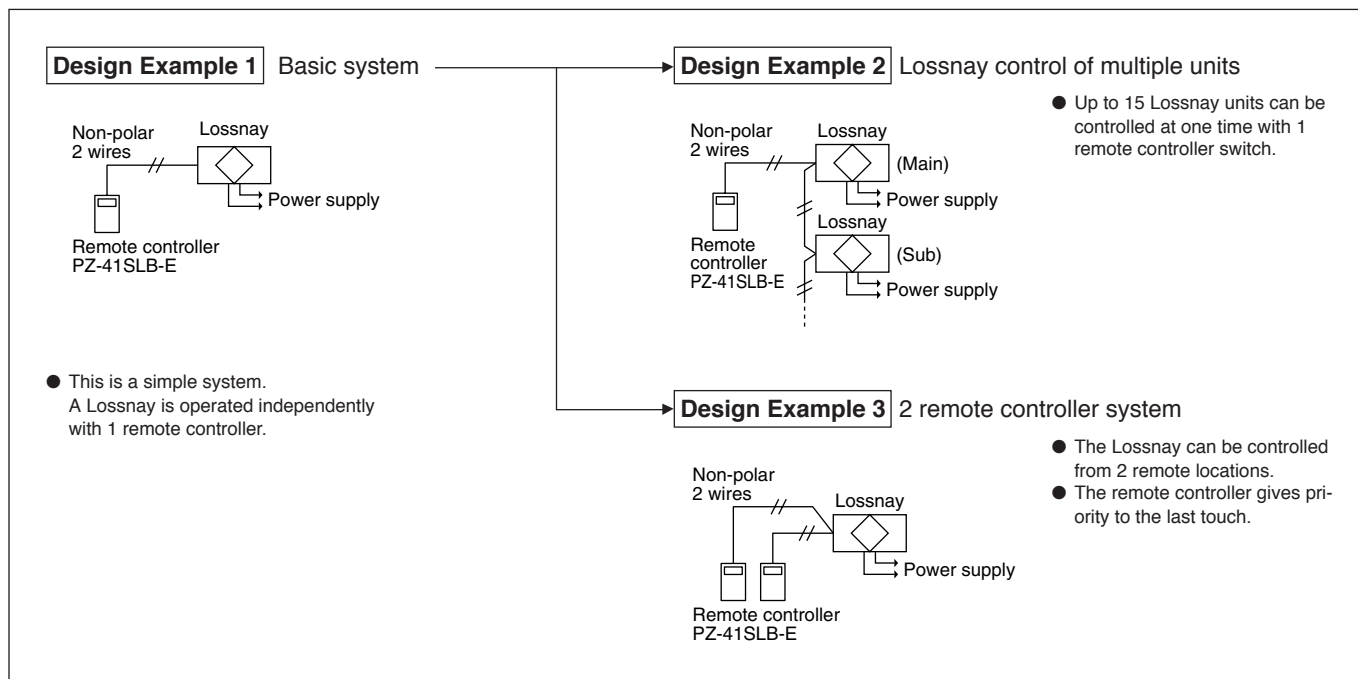 Design Example 1 Basic system
Non-polar
2 wires
Lossnay
Power supply
Remote controller
PZ-41SLB-E
● This is a simple system.
A Lossnay is operated independently
with 1 remote controller.
Design Example 2 Lossnay control of multiple units
● Up to 15 Lossnay units can be
controlled at one time with 1
remote controller switch.
Non-polar
2 wires
Lossnay
(Main)
Power supply
Remote
controller
PZ-41SLB-E
Lossnay
(Sub)
Power supply
Design Example 3 2 remote controller system
● The Lossnay can be controlled
from 2 remote locations.
● The remote controller gives pri-
ority to the last touch.
Non-polar
2 wires
Lossnay
Power supply
Remote controller
PZ-41SLB-E